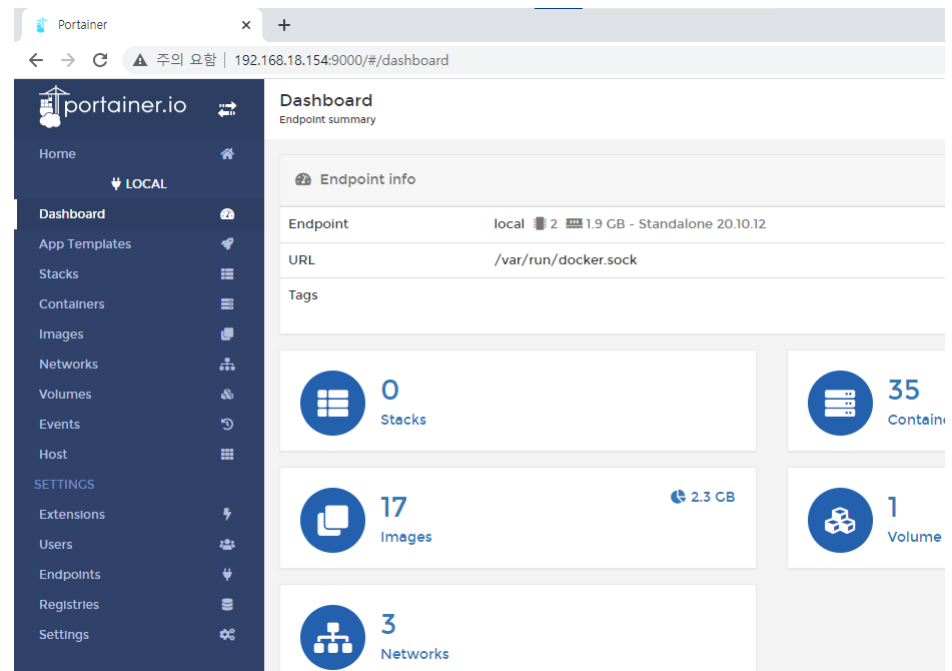 Portainer
주의 요함 | 192.168.18.154:9000/#/dashboard
portainer.io
Home
LOCAL
Dashboard
App Templates
Stacks
Containers
Images
Networks
Volumes
Events
Host
SETTINGS
Extensions
Users
Endpoints
Registries
Settings
Dashboard
Endpoint summary
Endpoint info
Endpoint local 2 1.9 GB - Standalone 20.10.12
URL /var/run/docker.sock
Tags
0
Stacks
35
Containe
17
Images
2.3 GB
1
Volume
3
Networks